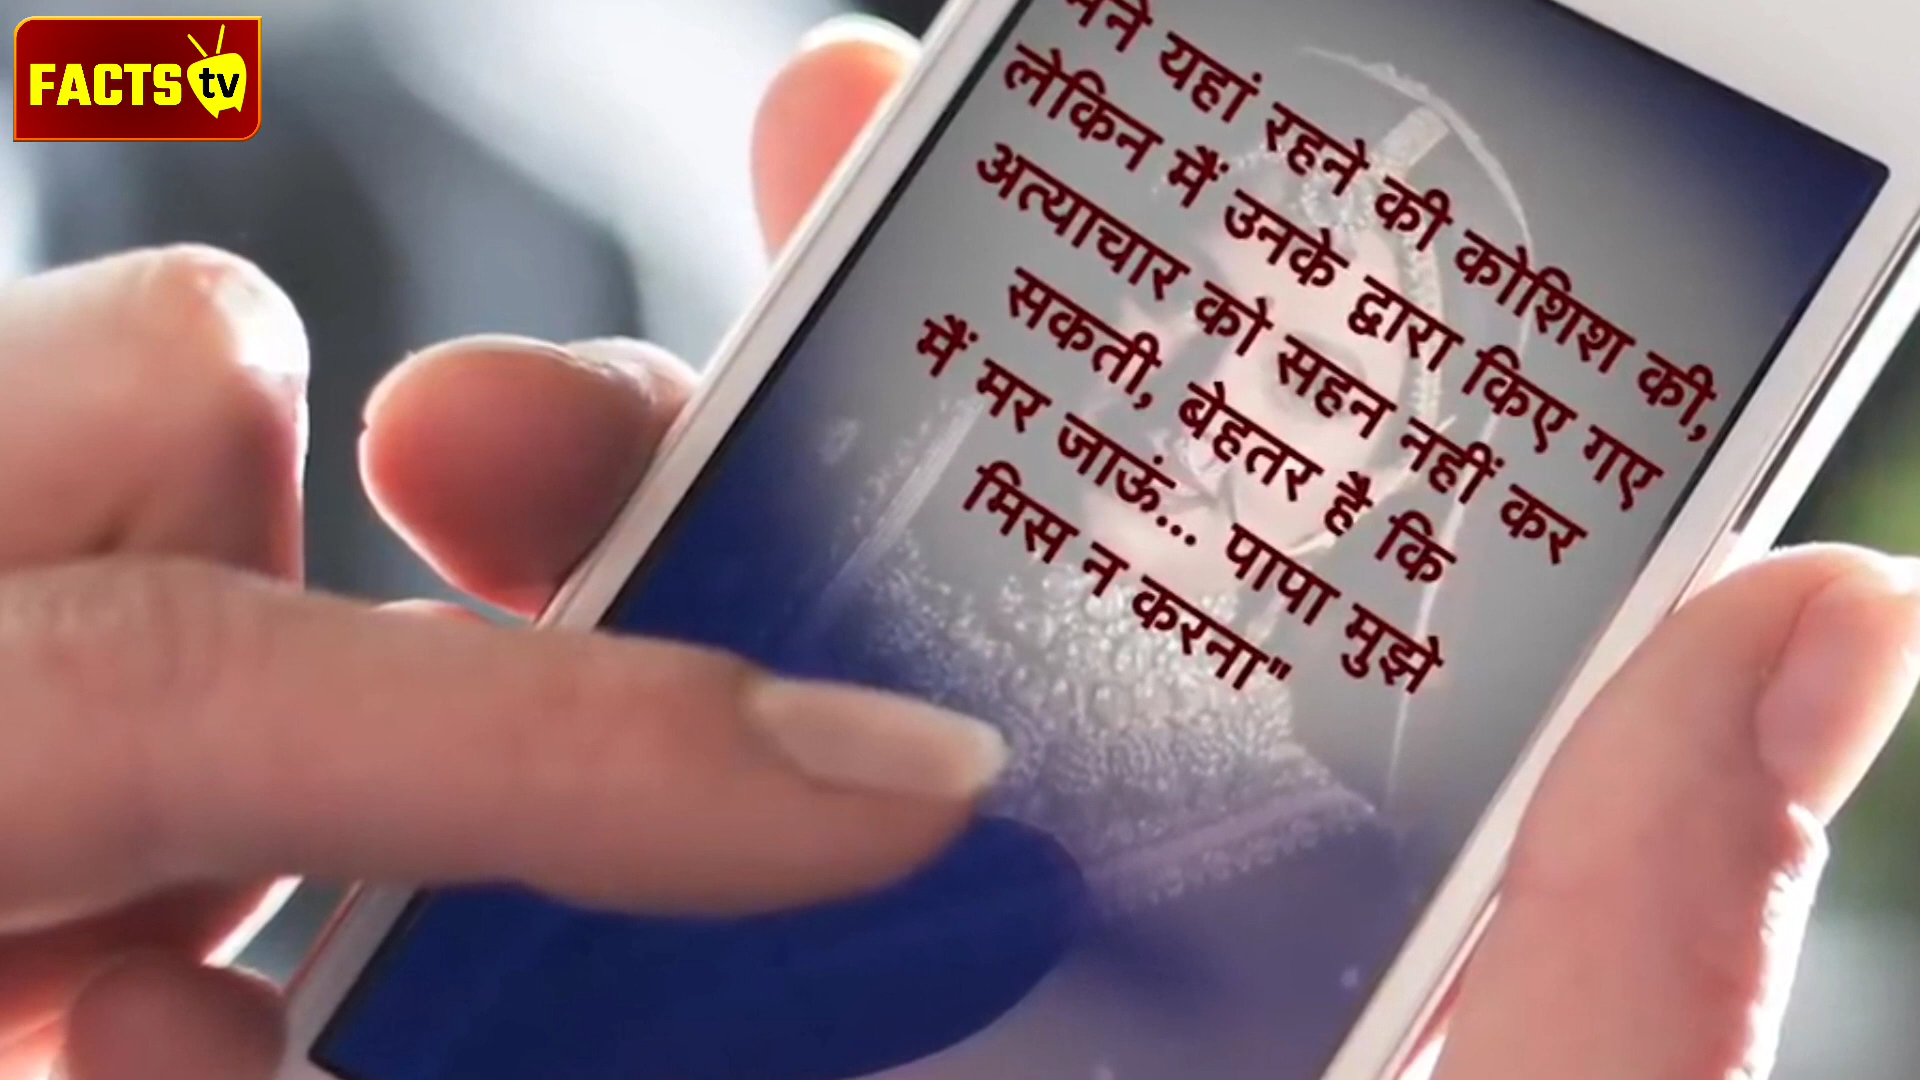 FACTS tv
यहां रहने की कोशिश की,
लेकिन मैं उनके द्वारा किए गए
अत्याचार को सहन नहीं कर
सकती, बेहतर है कि
मैं मर जाऊं... पापा मुझे
मिस न करना"